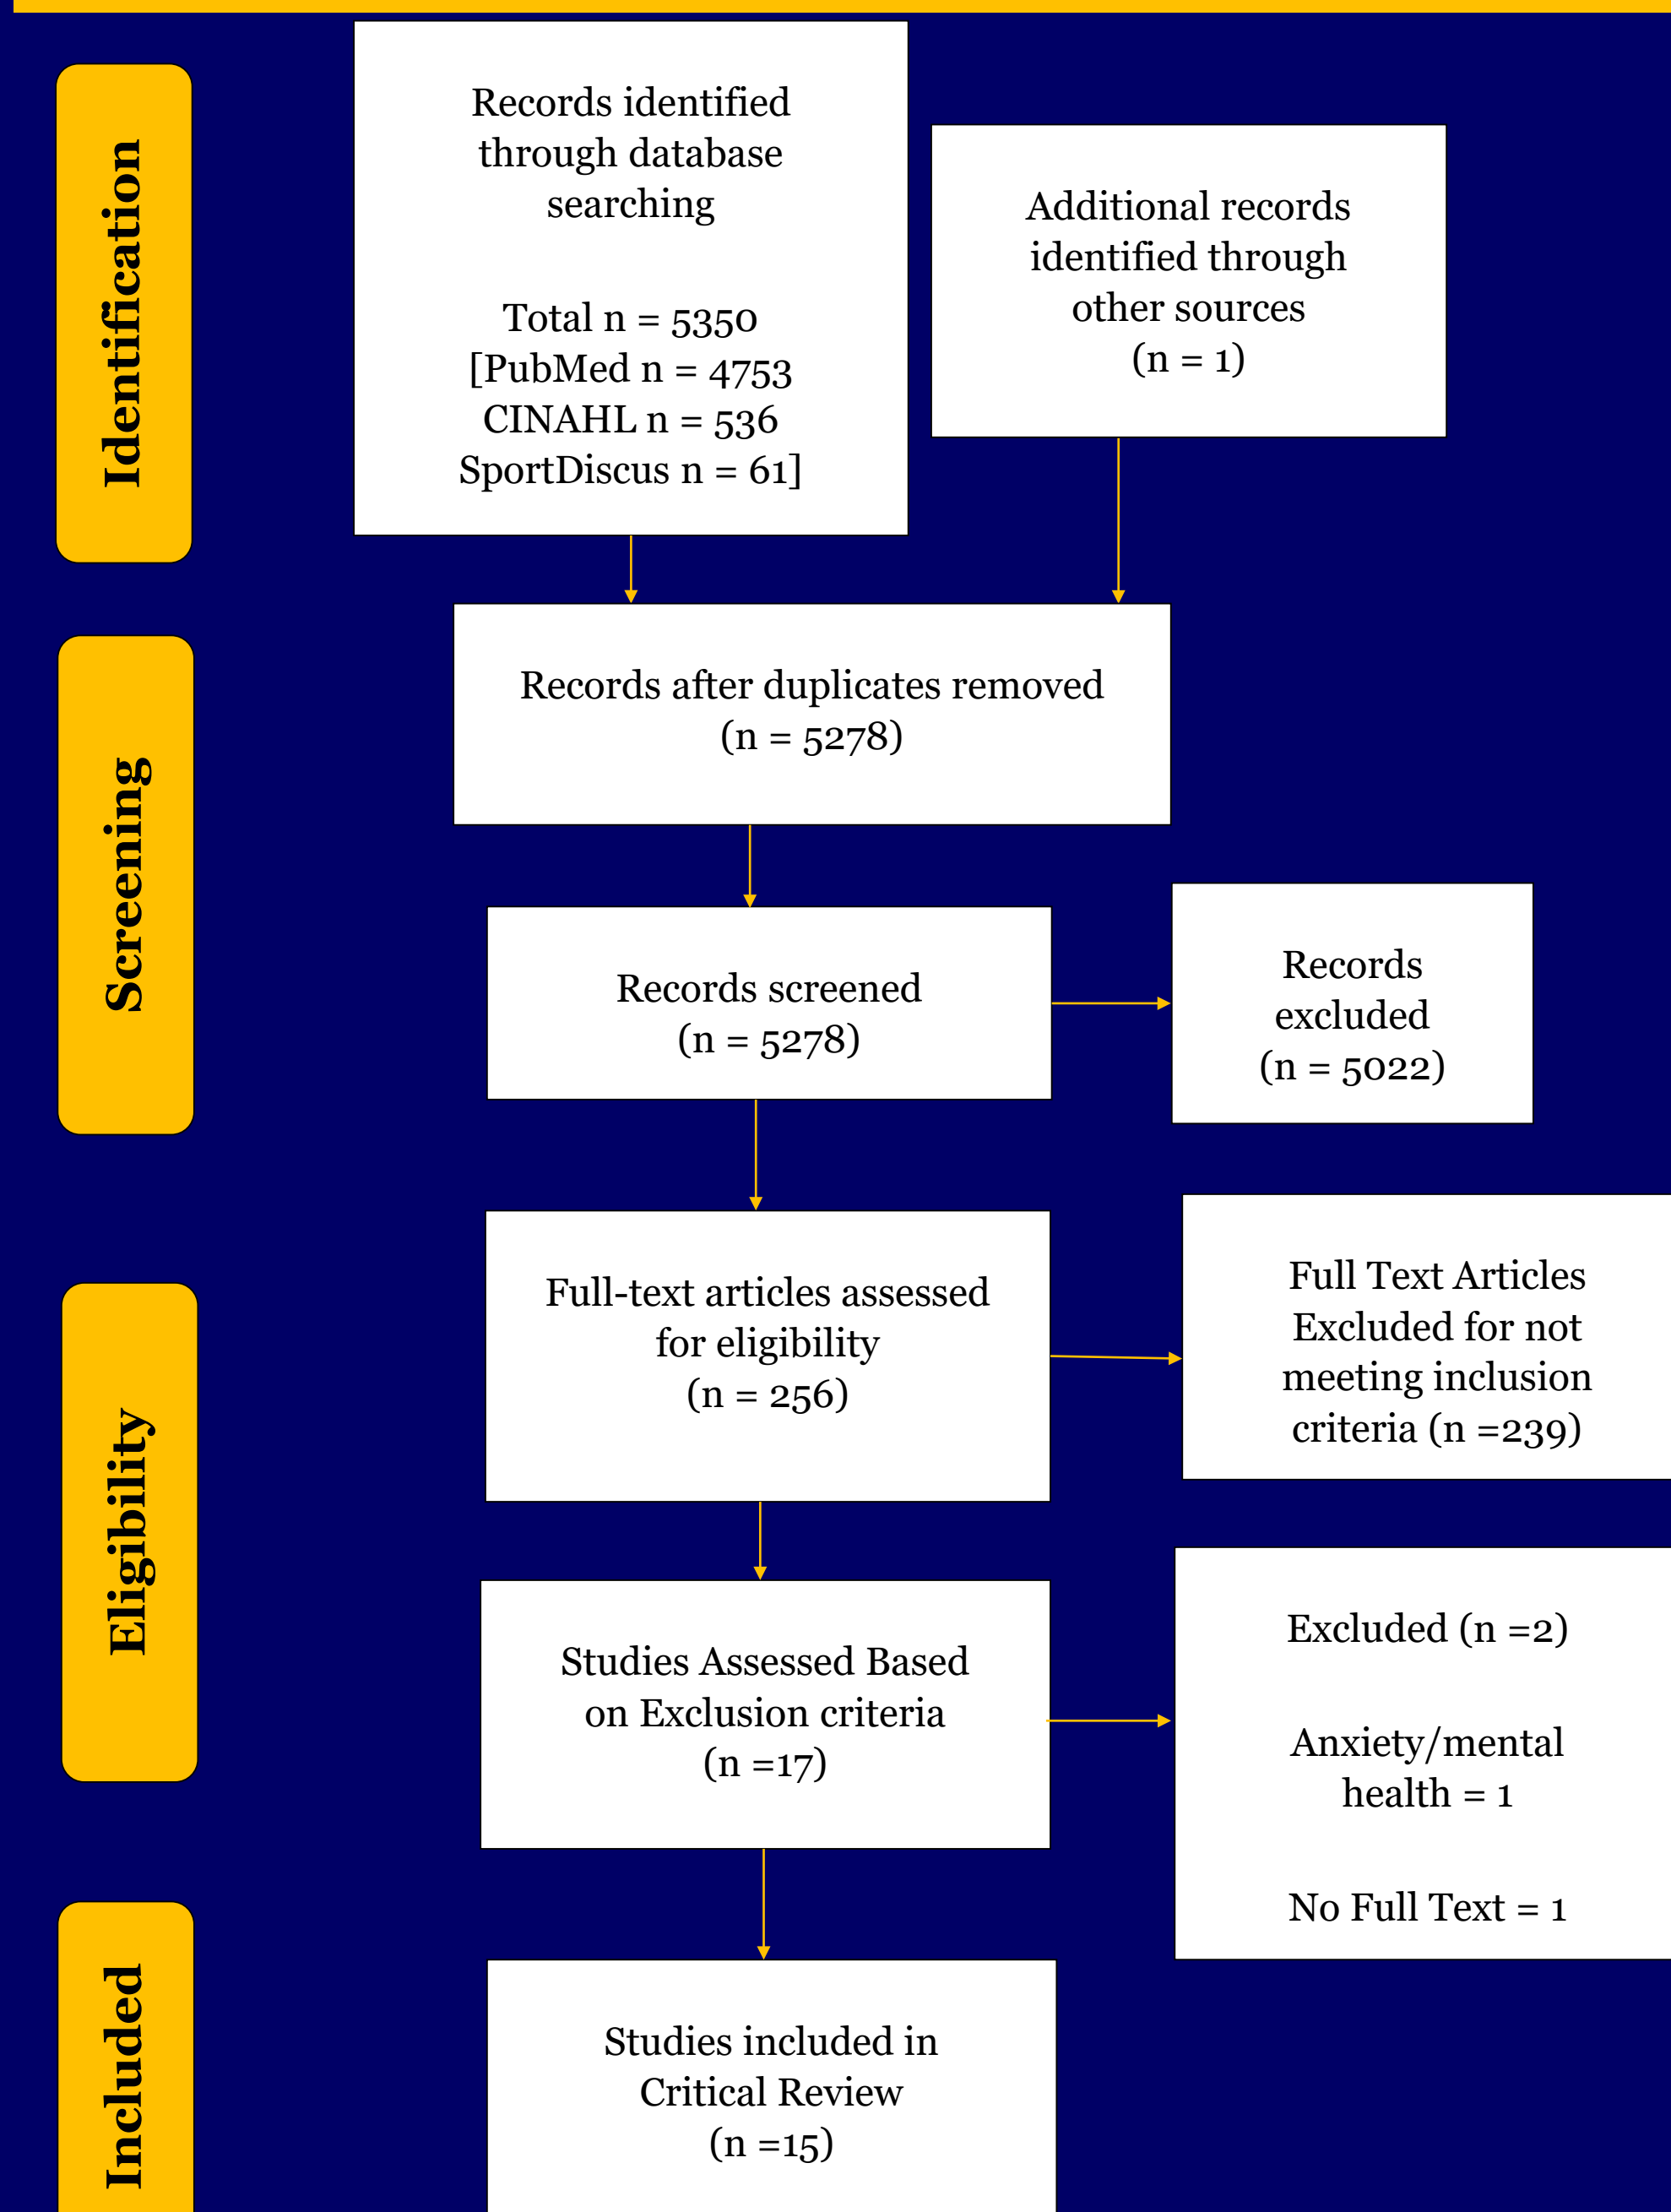 Identification
Records identified
through database
searching
Total n = 5350
[PubMed n = 4753
CINAHL n = 536
SportDiscus n = 61]
Additional records
identified through
other sources
(n = 1)
Screening
Records after duplicates removed
(n = 5278)
Records screened
(n = 5278)
Records
excluded
(n = 5022)
Eligibility
Full-text articles assessed
for eligibility
(n = 256)
Full Text Articles
Excluded for not
meeting inclusion
criteria (n =239)
Studies Assessed Based
on Exclusion criteria
(n =17)
Excluded (n =2)
Anxiety/mental
health = 1
No Full Text = 1
Included
Studies included in
Critical Review
(n =15)